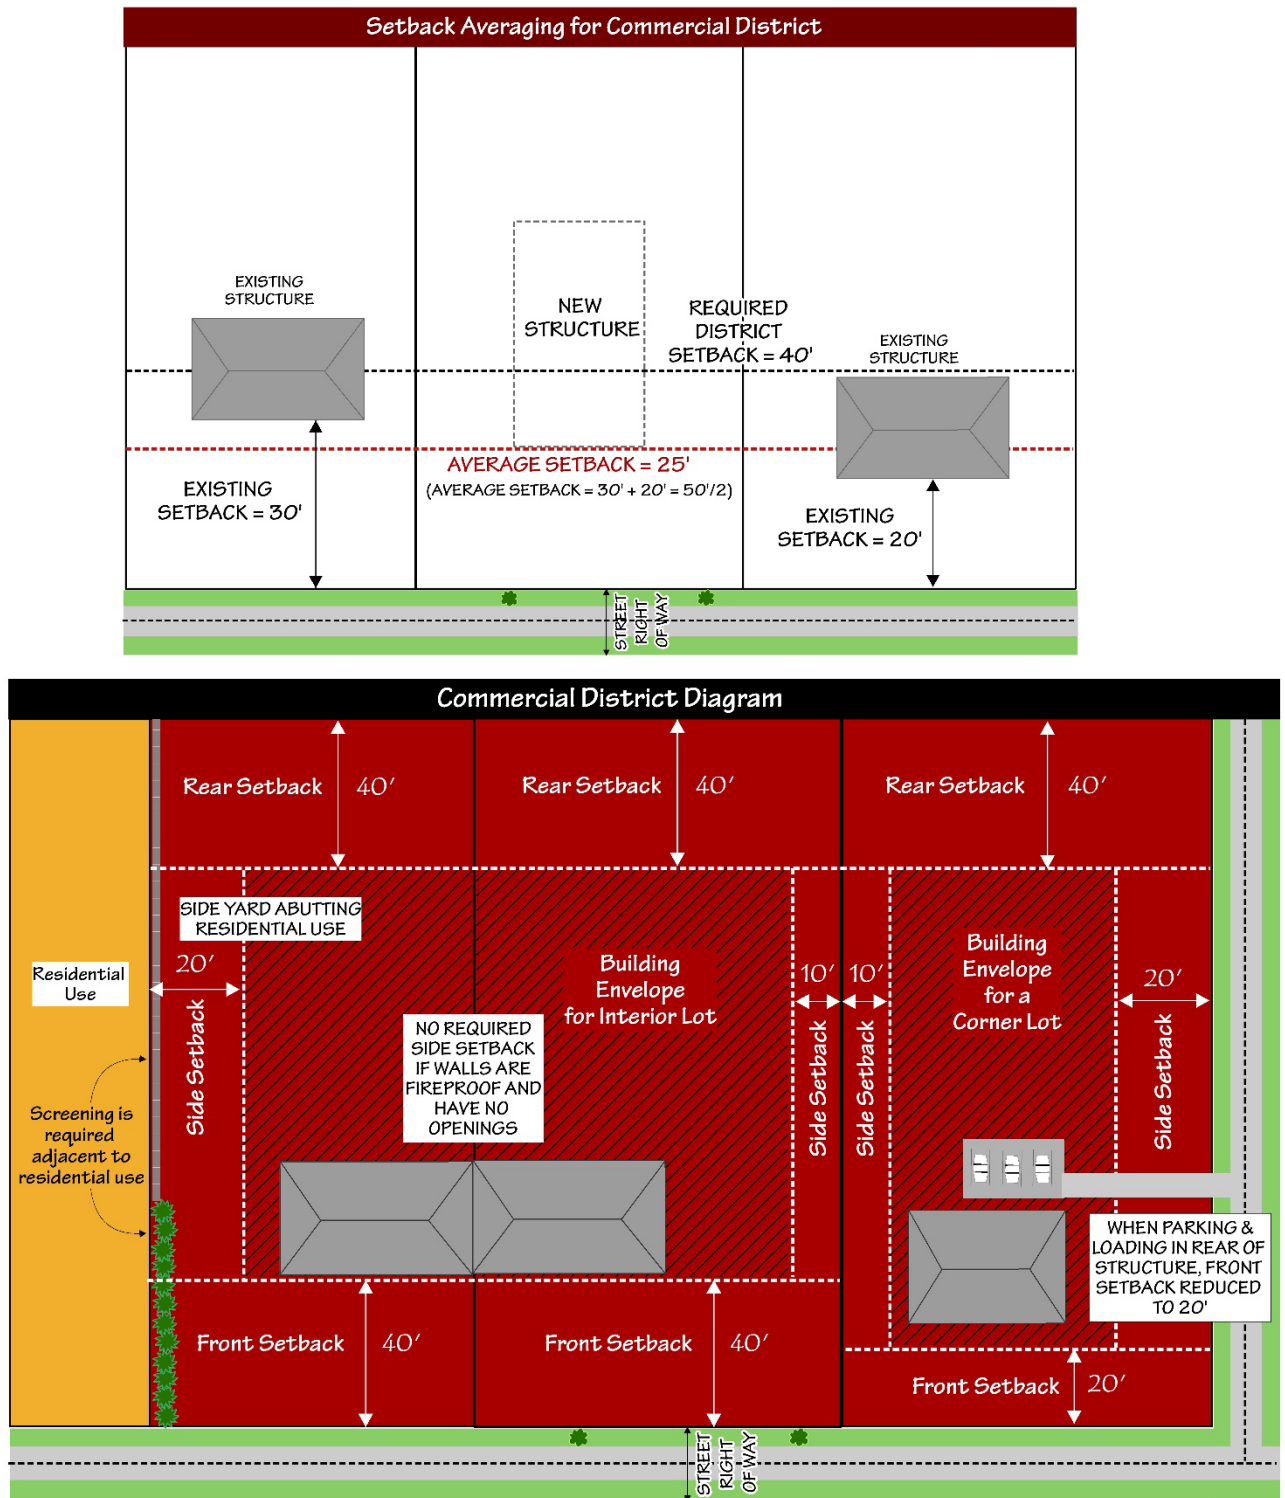 Setback Averaging for Commercial District
EXISTING
STRUCTURE
NEW
STRUCTURE
REQUIRED
DISTRICT
SETBACK = 40'
EXISTING
STRUCTURE
AVERAGE SETBACK = 25'
(AVERAGE SETBACK = 30' + 20' = 50'/2)
EXISTING
SETBACK = 30'
EXISTING
SETBACK = 20'
STREET
RIGHT
OF WAY
Commercial District Diagram
Rear Setback 40'
Rear Setback 40'
Rear Setback 40'
SIDE YARD ABUTTING
RESIDENTIAL USE
Residential
Use
20'
Side Setback
Building
Envelope
for Interior Lot
10'
Side Setback
10'
Side Setback
Building
Envelope
for a
Corner Lot
20'
Side Setback
NO REQUIRED
SIDE SETBACK
IF WALLS ARE
FIREPROOF AND
HAVE NO
OPENINGS
Screening is
required
adjacent to
residential use
WHEN PARKING &
LOADING IN REAR OF
STRUCTURE, FRONT
SETBACK REDUCED
TO 20'
Front Setback 40'
Front Setback 40'
Front Setback 20'
STREET
RIGHT
OF WAY